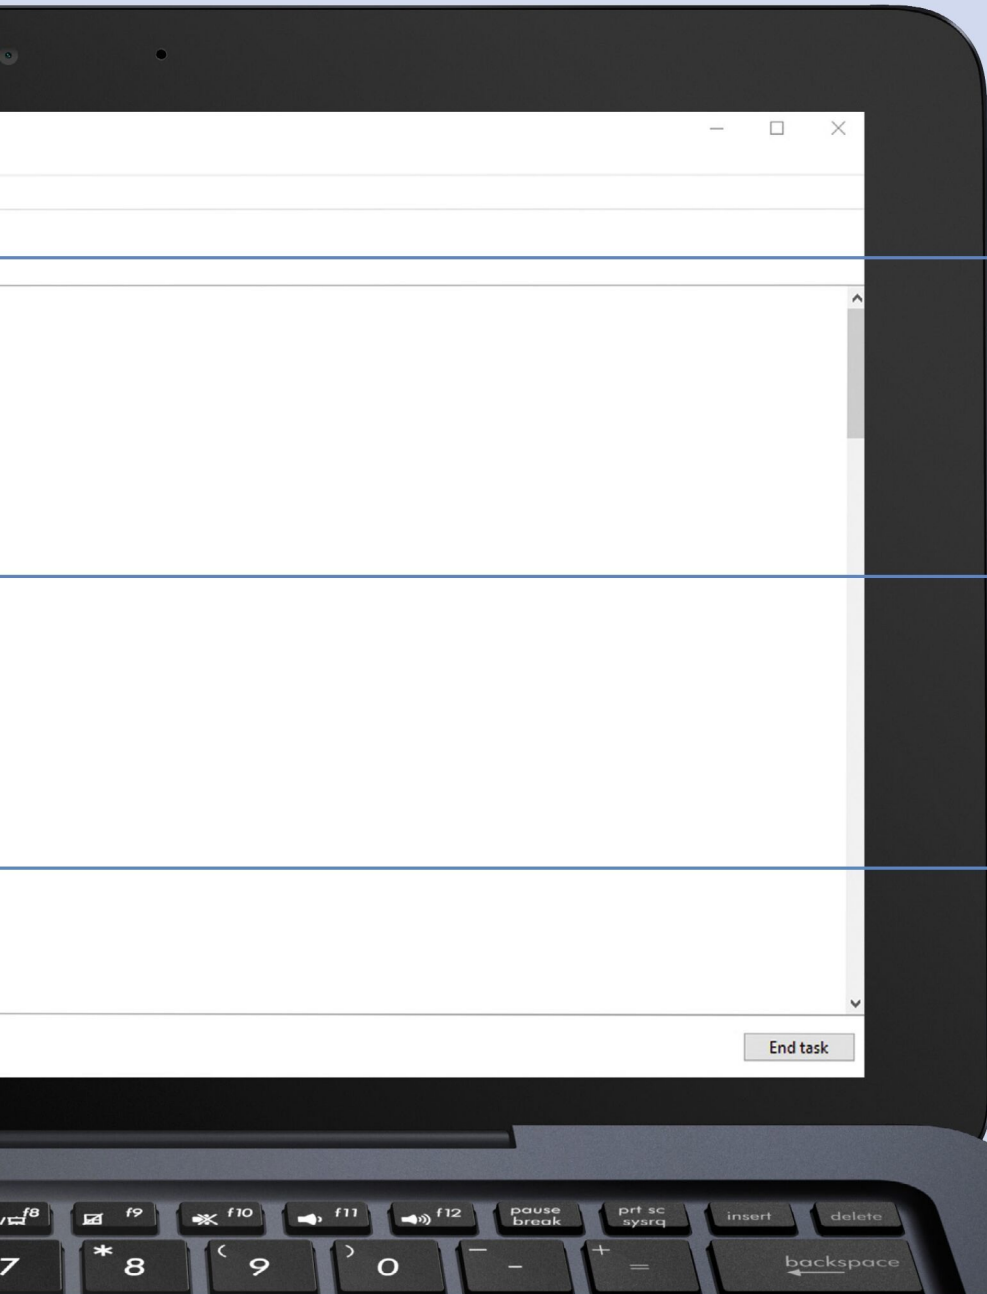 End task
f8 f9 f10 f11 f12 pause break prt sc sysrq insert delete
7 * 8 ( 9 ) 0 — - + = backspace